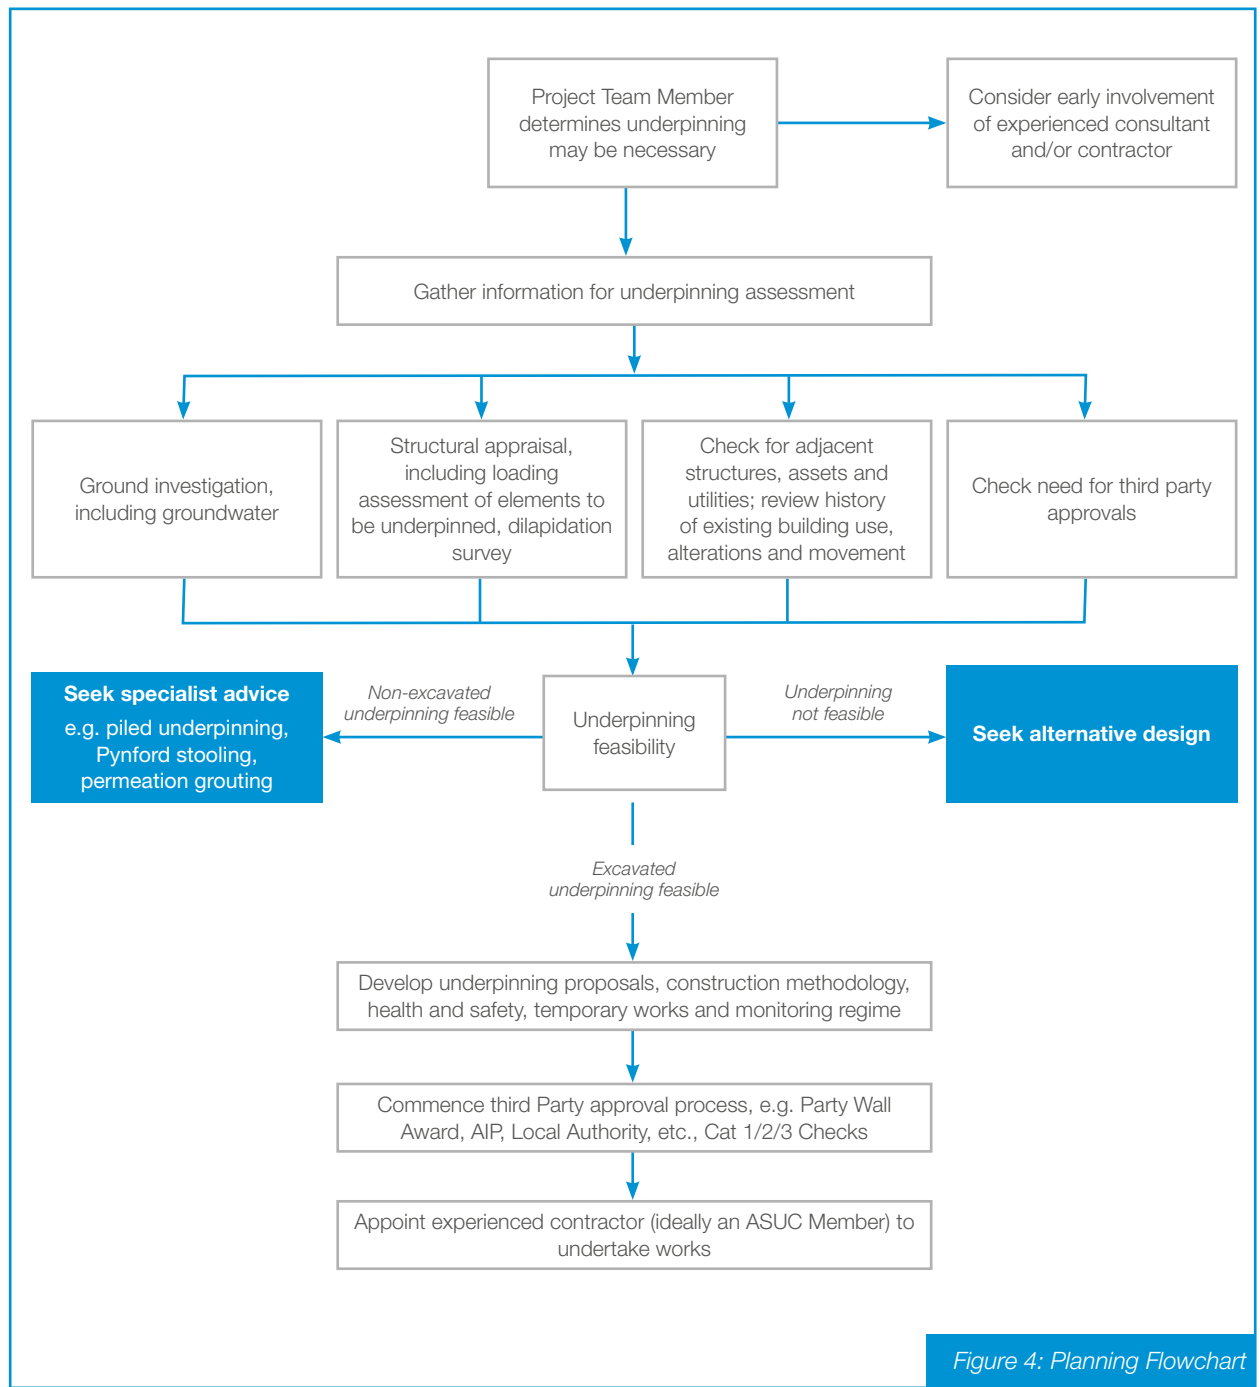 Project Team Member
determines underpinning
may be necessary
Consider early involvement
of experienced consultant
and/or contractor
Gather information for underpinning assessment
Ground investigation,
including groundwater
Structural appraisal,
including loading
assessment of elements to
be underpinned, dilapidation
survey
Check for adjacent
structures, assets and
utilities; review history
of existing building use,
alterations and movement
Check need for third party
approvals
Seek specialist advice
e.g. piled underpinning,
Pynford stooling,
permeation grouting
Non-excavated
underpinning feasible
Underpinning
feasibility
Underpinning
not feasible
Seek alternative design
Excavated
underpinning feasible
Develop underpinning proposals, construction methodology,
health and safety, temporary works and monitoring regime
Commence third Party approval process, e.g. Party Wall
Award, AIP, Local Authority, etc., Cat 1/2/3 Checks
Appoint experienced contractor (ideally an ASUC Member) to
undertake works
Figure 4: Planning Flowchart